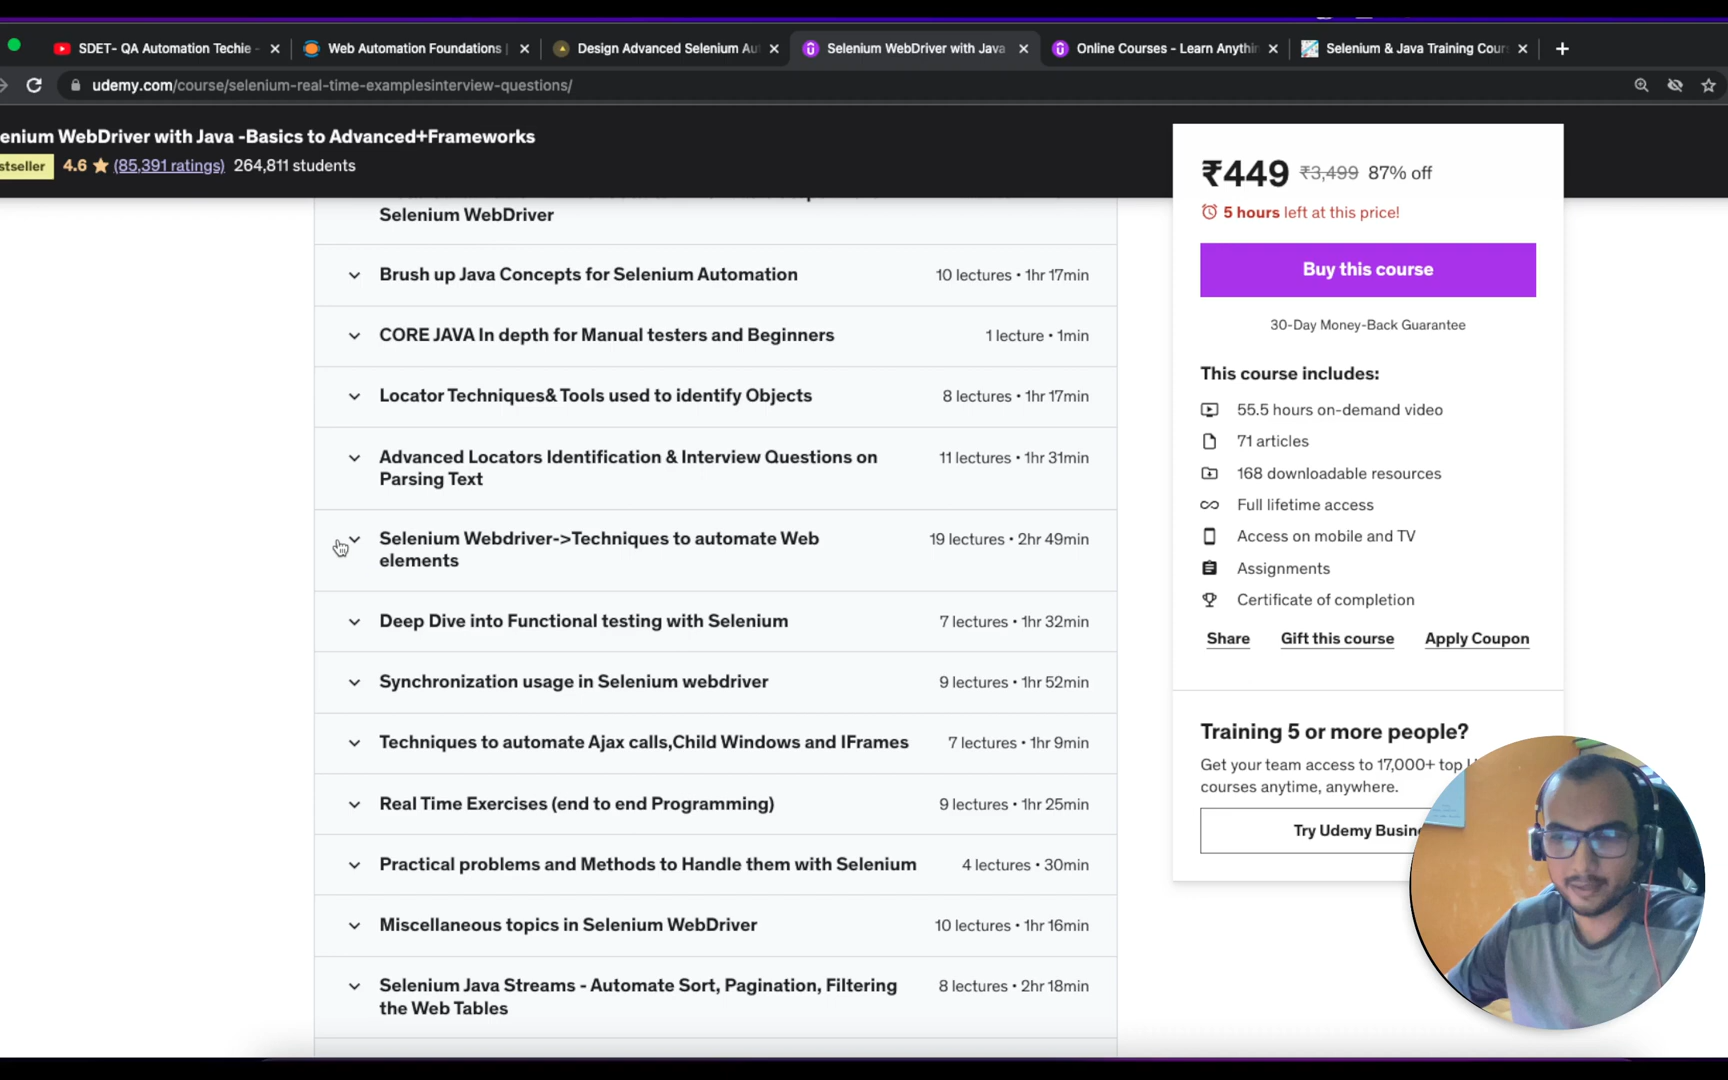 SDET- QA Automation Techie -
Web Automation Foundations |
Design Advanced Selenium Au
Selenium WebDriver with Java
Online Courses - Learn Anythin
Selenium & Java Training Cour
udemy.com/course/selenium-real-time-examplesinterview-questions/
enium WebDriver with Java -Basics to Advanced+Frameworks
stseller 4.6 (85,391 ratings) 264,811 students
Selenium WebDriver
Brush up Java Concepts for Selenium Automation 10 lectures • 1hr 17min
CORE JAVA In depth for Manual testers and Beginners 1 lecture • 1min
Locator Techniques& Tools used to identify Objects 8 lectures • 1hr 17min
Advanced Locators Identification & Interview Questions on 11 lectures • 1hr 31min
Parsing Text
Selenium Webdriver->Techniques to automate Web 19 lectures • 2hr 49min
elements
Deep Dive into Functional testing with Selenium 7 lectures • 1hr 32min
Synchronization usage in Selenium webdriver 9 lectures • 1hr 52min
Techniques to automate Ajax calls,Child Windows and IFrames 7 lectures • 1hr 9min
Real Time Exercises (end to end Programming) 9 lectures • 1hr 25min
Practical problems and Methods to Handle them with Selenium 4 lectures • 30min
Miscellaneous topics in Selenium WebDriver 10 lectures • 1hr 16min
Selenium Java Streams - Automate Sort, Pagination, Filtering 8 lectures • 2hr 18min
the Web Tables
₹449 ₹3,499 87% off
5 hours left at this price!
Buy this course
30-Day Money-Back Guarantee
This course includes:
55.5 hours on-demand video
71 articles
168 downloadable resources
Full lifetime access
Access on mobile and TV
Assignments
Certificate of completion
Share Gift this course Apply Coupon
Training 5 or more people?
Get your team access to 17,000+ top
courses anytime, anywhere.
Try Udemy Busin